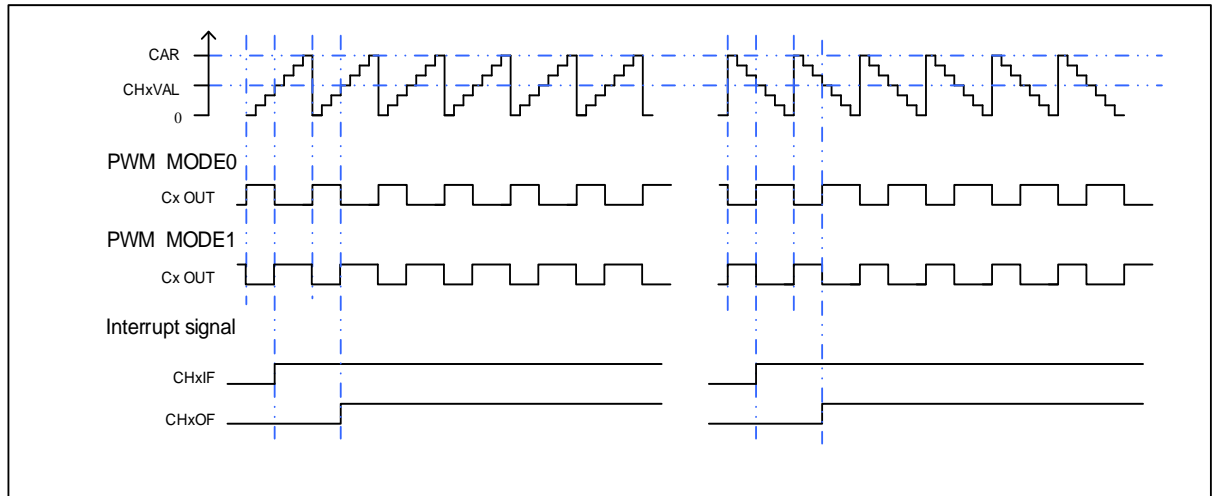 CAR
CHxVAL
0
PWM MODE0
Cx OUT
PWM MODE1
Cx OUT
Interrupt signal
CHxIF
CHxOF